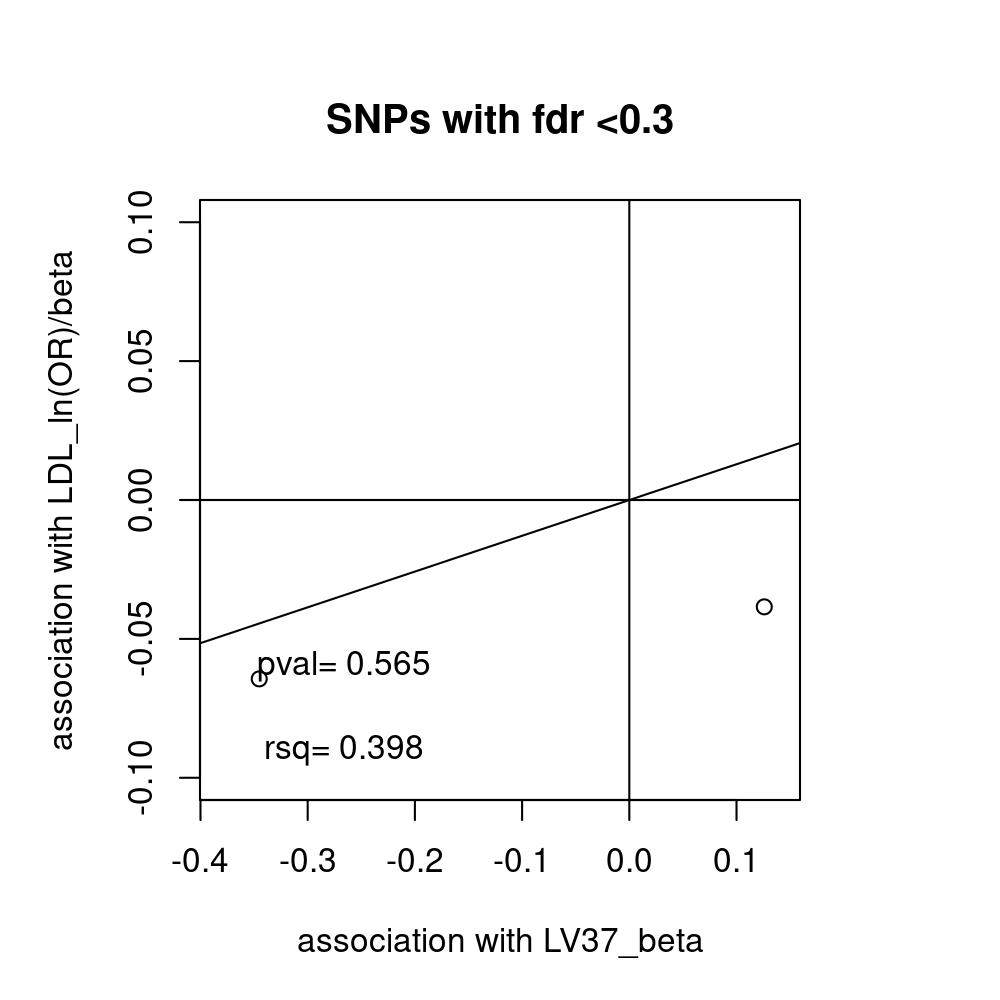 SNPs with fdr <0.3
association with LDL_ln(OR)/beta
0.10
0.05
0.00
-0.05
-0.10
pval= 0.565
rsq= 0.398
-0.4 -0.3 -0.2 -0.1 0.0 0.1
association with LV37_beta